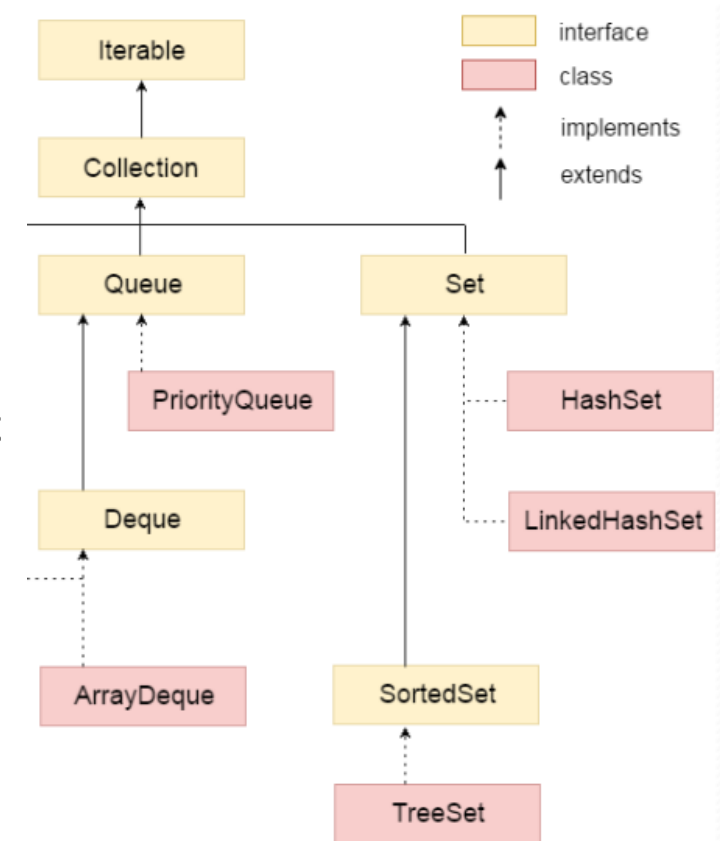 Iterable
interface
class
implements
extends
Collection
Queue
Set
PriorityQueue
HashSet
Deque
LinkedHashSet
ArrayDeque
SortedSet
TreeSet